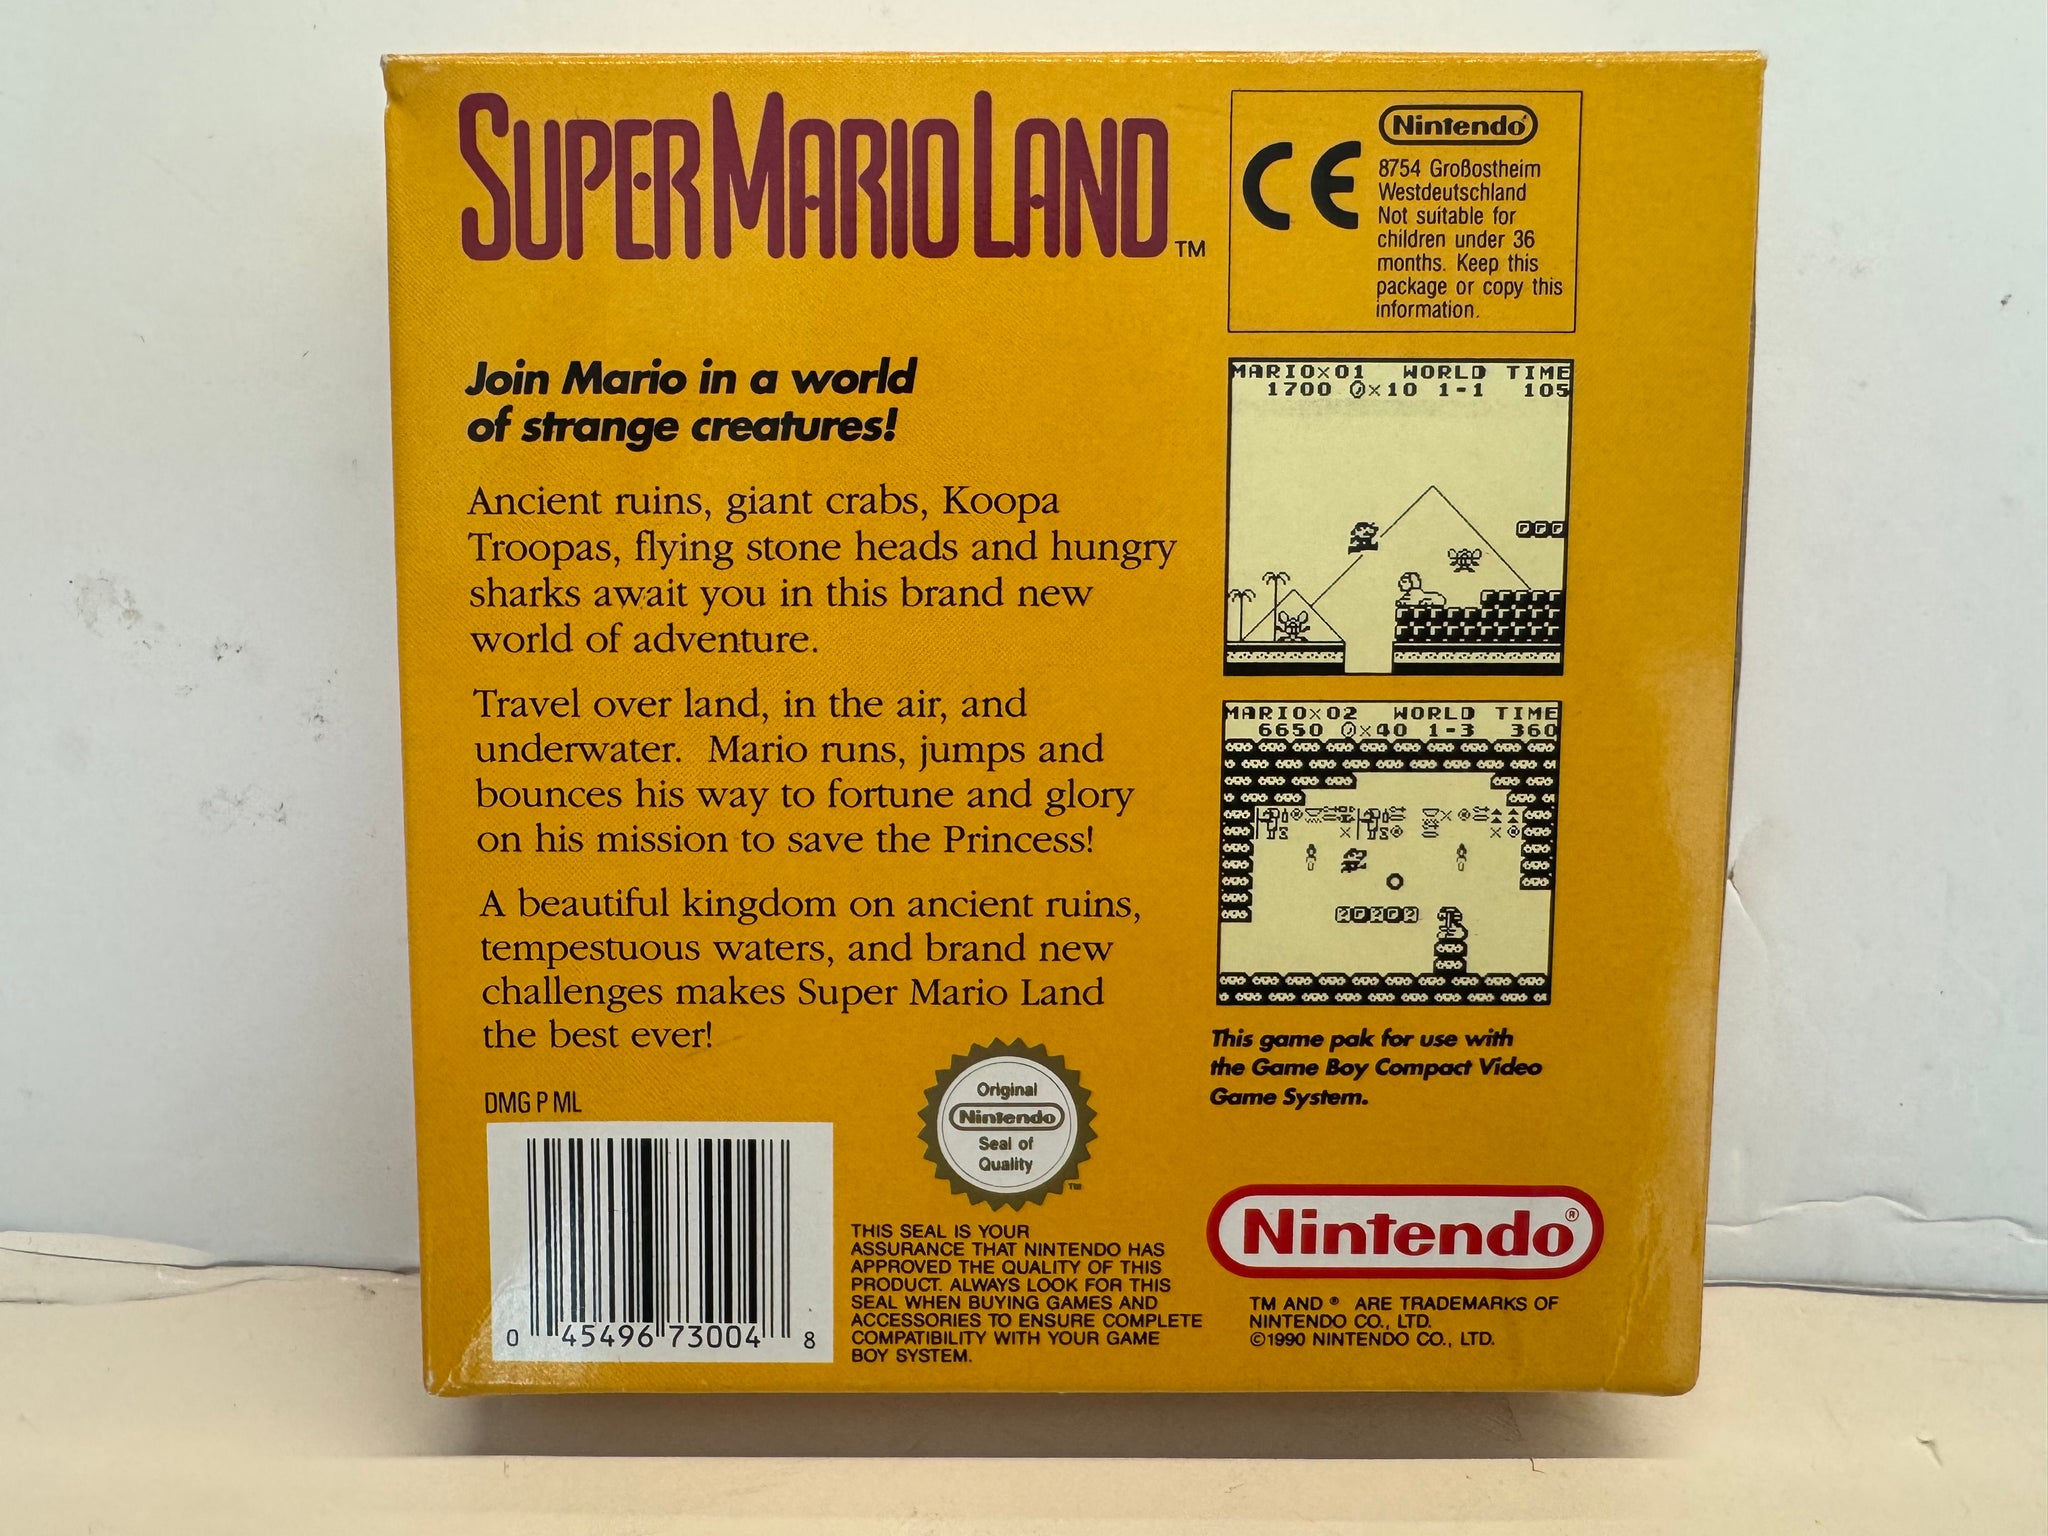 SUPER MARIO LAND™
Join Mario in a world
of strange creatures!
Ancient ruins, giant crabs, Koopa
Troopas, flying stone heads and hungry
sharks await you in this brand new
world of adventure.
Travel over land, in the air, and
underwater. Mario runs, jumps and
bounces his way to fortune and glory
on his mission to save the Princess!
A beautiful kingdom on ancient ruins,
tempestuous waters, and brand new
challenges makes Super Mario Land
the best ever!
DMG P ML
0 45496 73004 8
Original
Nintendo
Seal of
Quality
™
THIS SEAL IS YOUR
ASSURANCE THAT NINTENDO HAS
APPROVED THE QUALITY OF THIS
PRODUCT. ALWAYS LOOK FOR THIS
SEAL WHEN BUYING GAMES AND
ACCESSORIES TO ENSURE COMPLETE
COMPATIBILITY WITH YOUR GAME
BOY SYSTEM.
CE
Nintendo®
8754 Großostheim
Westdeutschland
Not suitable for
children under 36
months. Keep this
package or copy this
information.
MARIO×01 WORLD TIME
1700 0×10 1-1 105
MARIO×02 WORLD TIME
6650 0×40 1-3 360
This game pak for use with
the Game Boy Compact Video
Game System.
Nintendo®
TM AND ® ARE TRADEMARKS OF
NINTENDO CO., LTD.
©1990 NINTENDO CO., LTD.